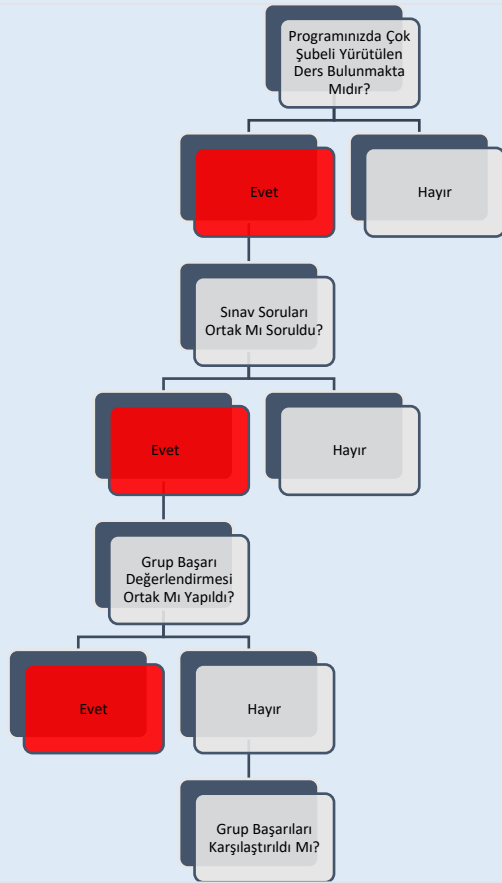 Programınızda Çok
Şubeli Yürütülen
Ders Bulunmakta
Mıdır?
Evet
Hayır
Sınav Soruları
Ortak Mı Soruldu?
Evet
Hayır
Grup Başarı
Değerlendirmesi
Ortak Mı Yapıldı?
Evet
Hayır
Grup Başarıları
Karşılaştırıldı Mı?